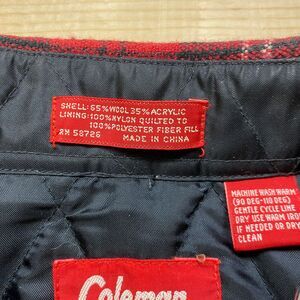 SHELL: 65%WOOL 35% ACRYLIC
LINING: 100%NYLON QUILTED TO
100%POLYESTER FIBER FILL
RN 58726 MADE IN CHINA
MACHINE WASH WARM
(90 DEG-110 DEG)
GENTLE CYCLE LINE
DRY USE WARM IRON
IF NEEDED OR DRY
CLEAN
Coleman